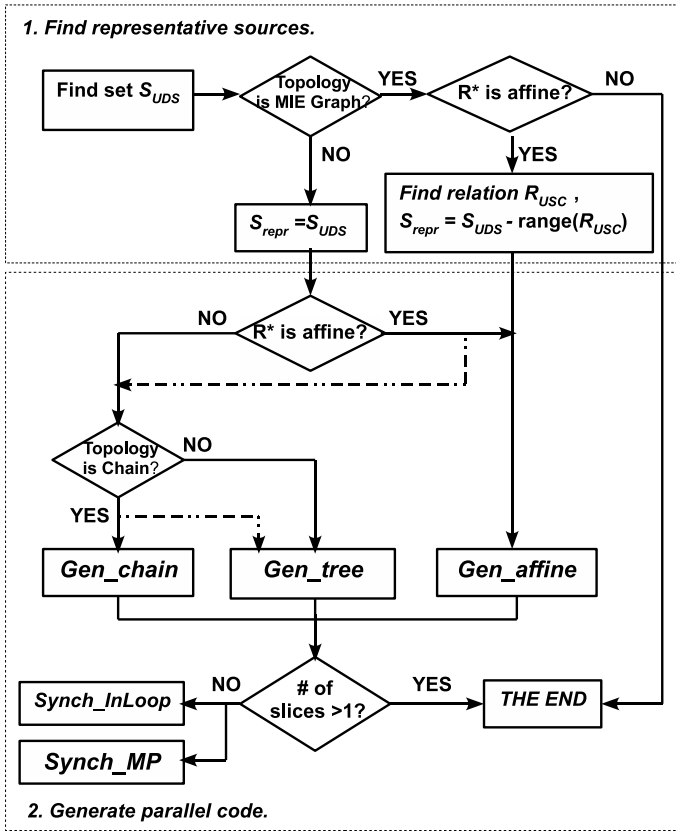 1. Find representative sources.
Find set S_UDS
Topology
is MIE Graph?
YES
R* is affine?
NO
NO
YES
S_repr =S_UDS
Find relation R_USC ,
S_repr = S_UDS - range(R_USC)
NO
R* is affine?
YES
Topology
is Chain?
NO
YES
Gen_chain
Gen_tree
Gen_affine
NO
# of
slices >1?
YES
Synch_InLoop
THE END
Synch_MP
2. Generate parallel code.